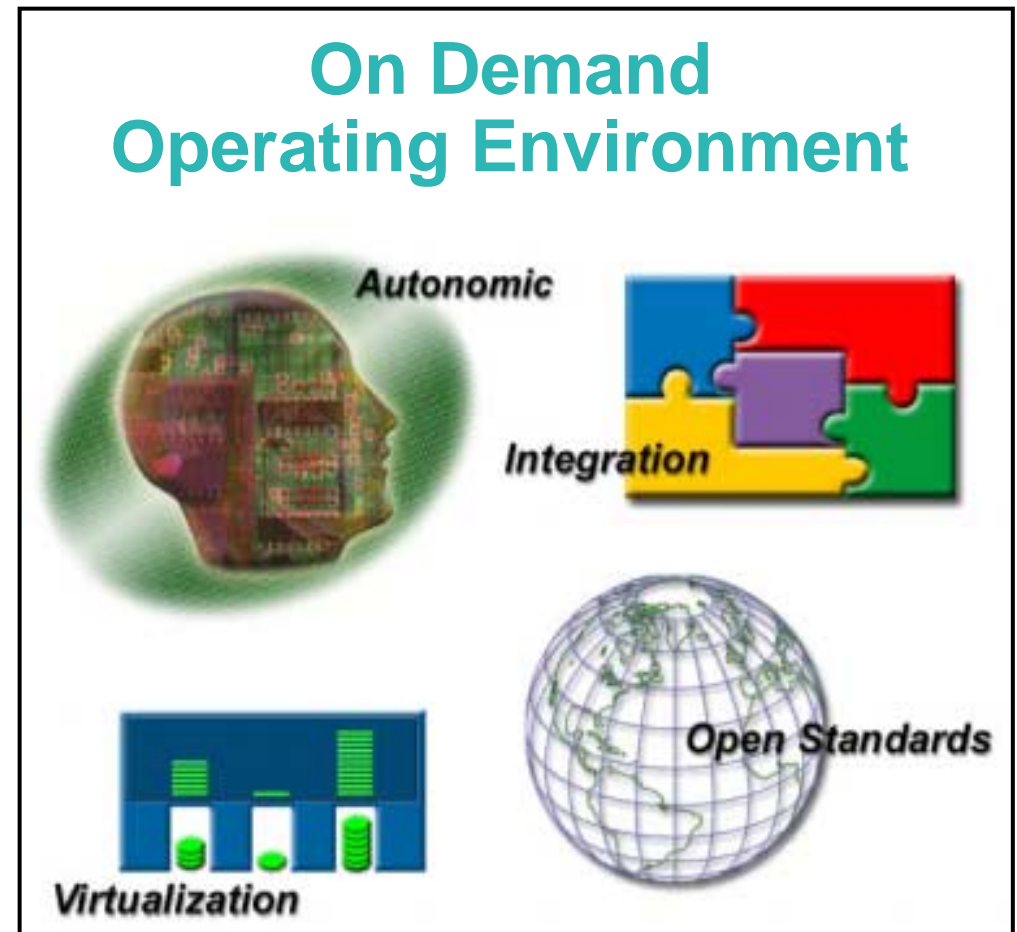 On Demand
Operating Environment
Autonomic
Integration
Open Standards
Virtualization